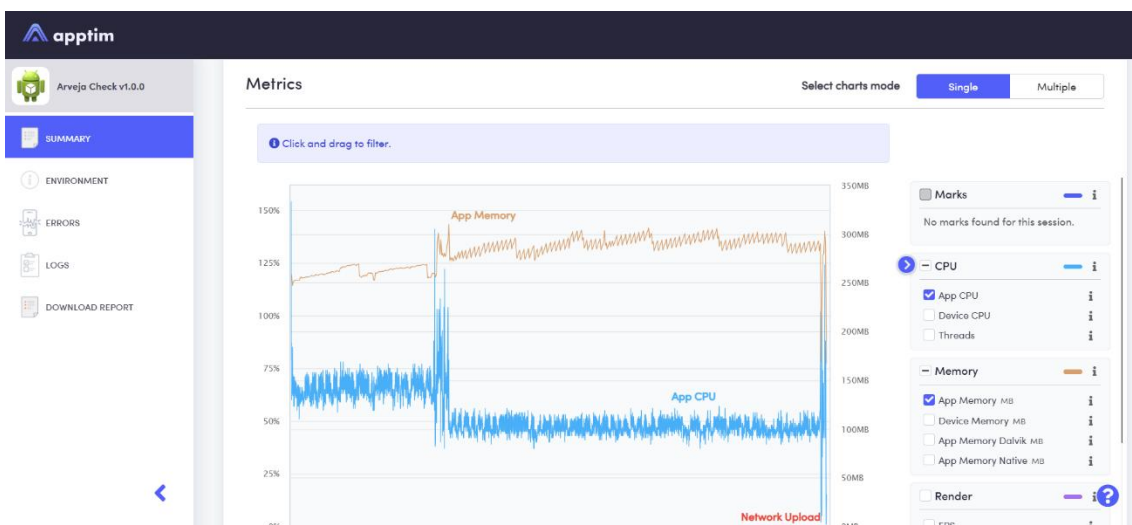 apptim
Arveja Check v1.0.0
SUMMARY
ENVIRONMENT
ERRORS
LOGS
DOWNLOAD REPORT
Metrics
Select charts mode
Single
Multiple
Click and drag to filter.
150%
125%
100%
75%
50%
25%
App Memory
App CPU
Network Upload
350MB
300MB
250MB
200MB
150MB
100MB
50MB
Marks
No marks found for this session.
CPU
App CPU
Device CPU
Threads
Memory
App Memory MB
Device Memory MB
App Memory Dalvik MB
App Memory Native MB
Render